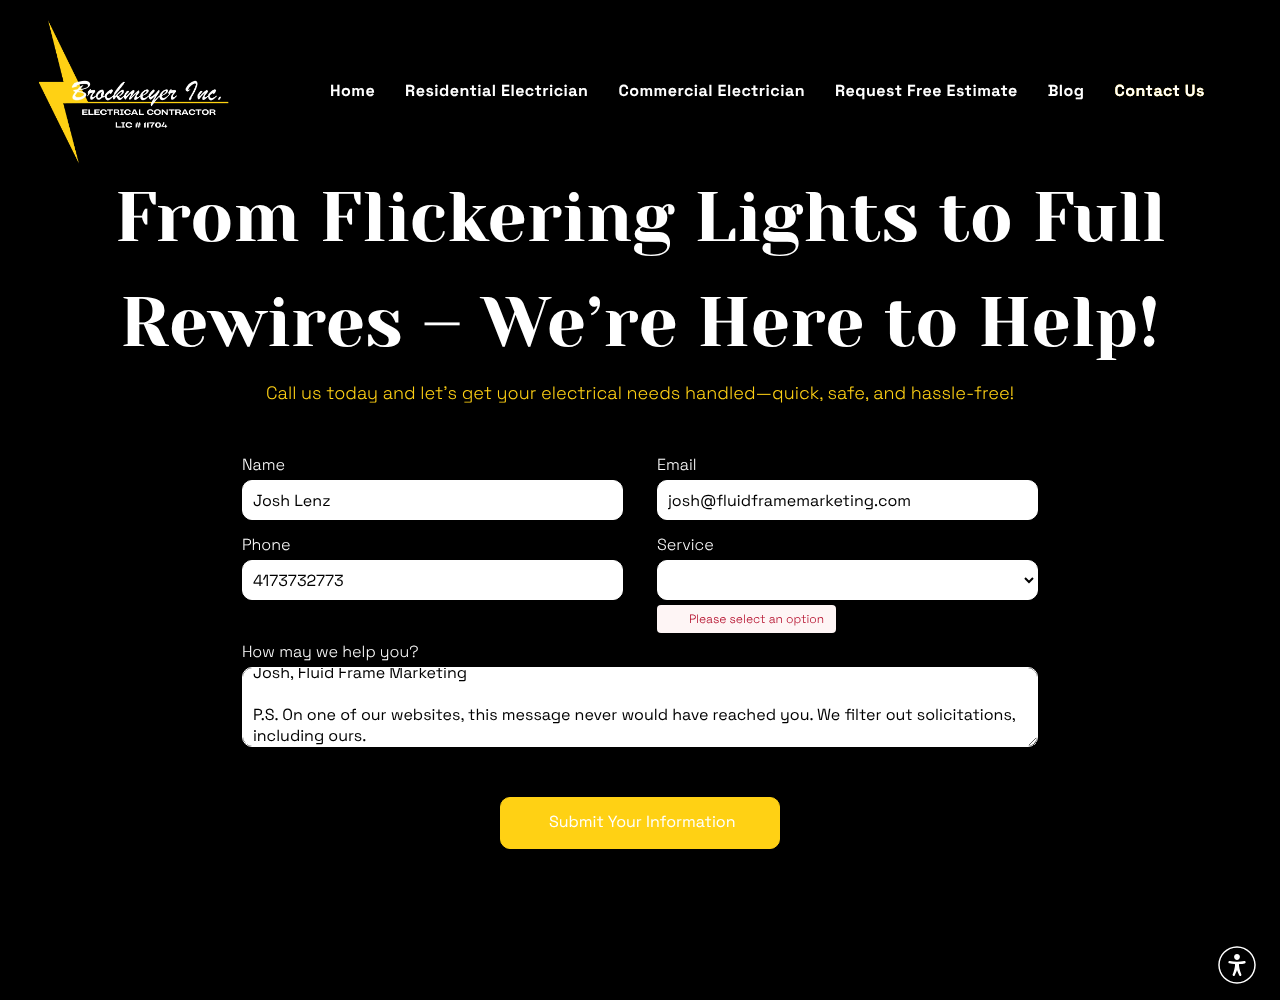 Brockmeyer Inc.
ELECTRICAL CONTRACTOR
LIC # 11704
Home Residential Electrician Commercial Electrician Request Free Estimate Blog Contact Us
From Flickering Lights to Full
Rewires – We’re Here to Help!
Call us today and let’s get your electrical needs handled—quick, safe, and hassle-free!
Name Email
Josh Lenz josh@fluidframemarketing.com
Phone Service
4173732773
Please select an option
How may we help you?
Josh, Fluid Frame Marketing
P.S. On one of our websites, this message never would have reached you. We filter out solicitations,
including ours.
Submit Your Information